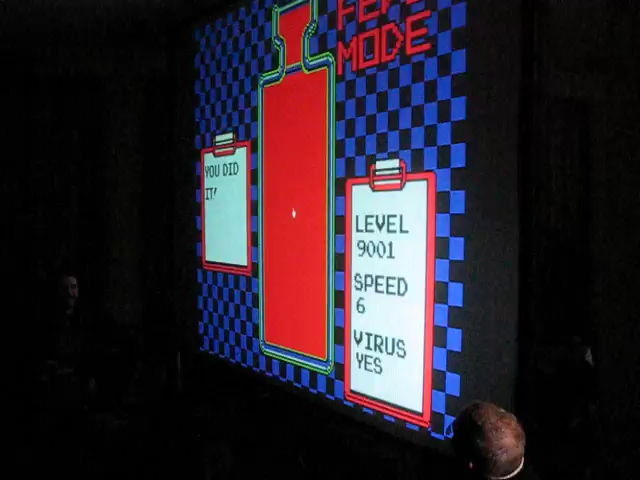 MODE
YOU DID
IT!
LEVEL
9001
SPEED
6
VIRUS
YES